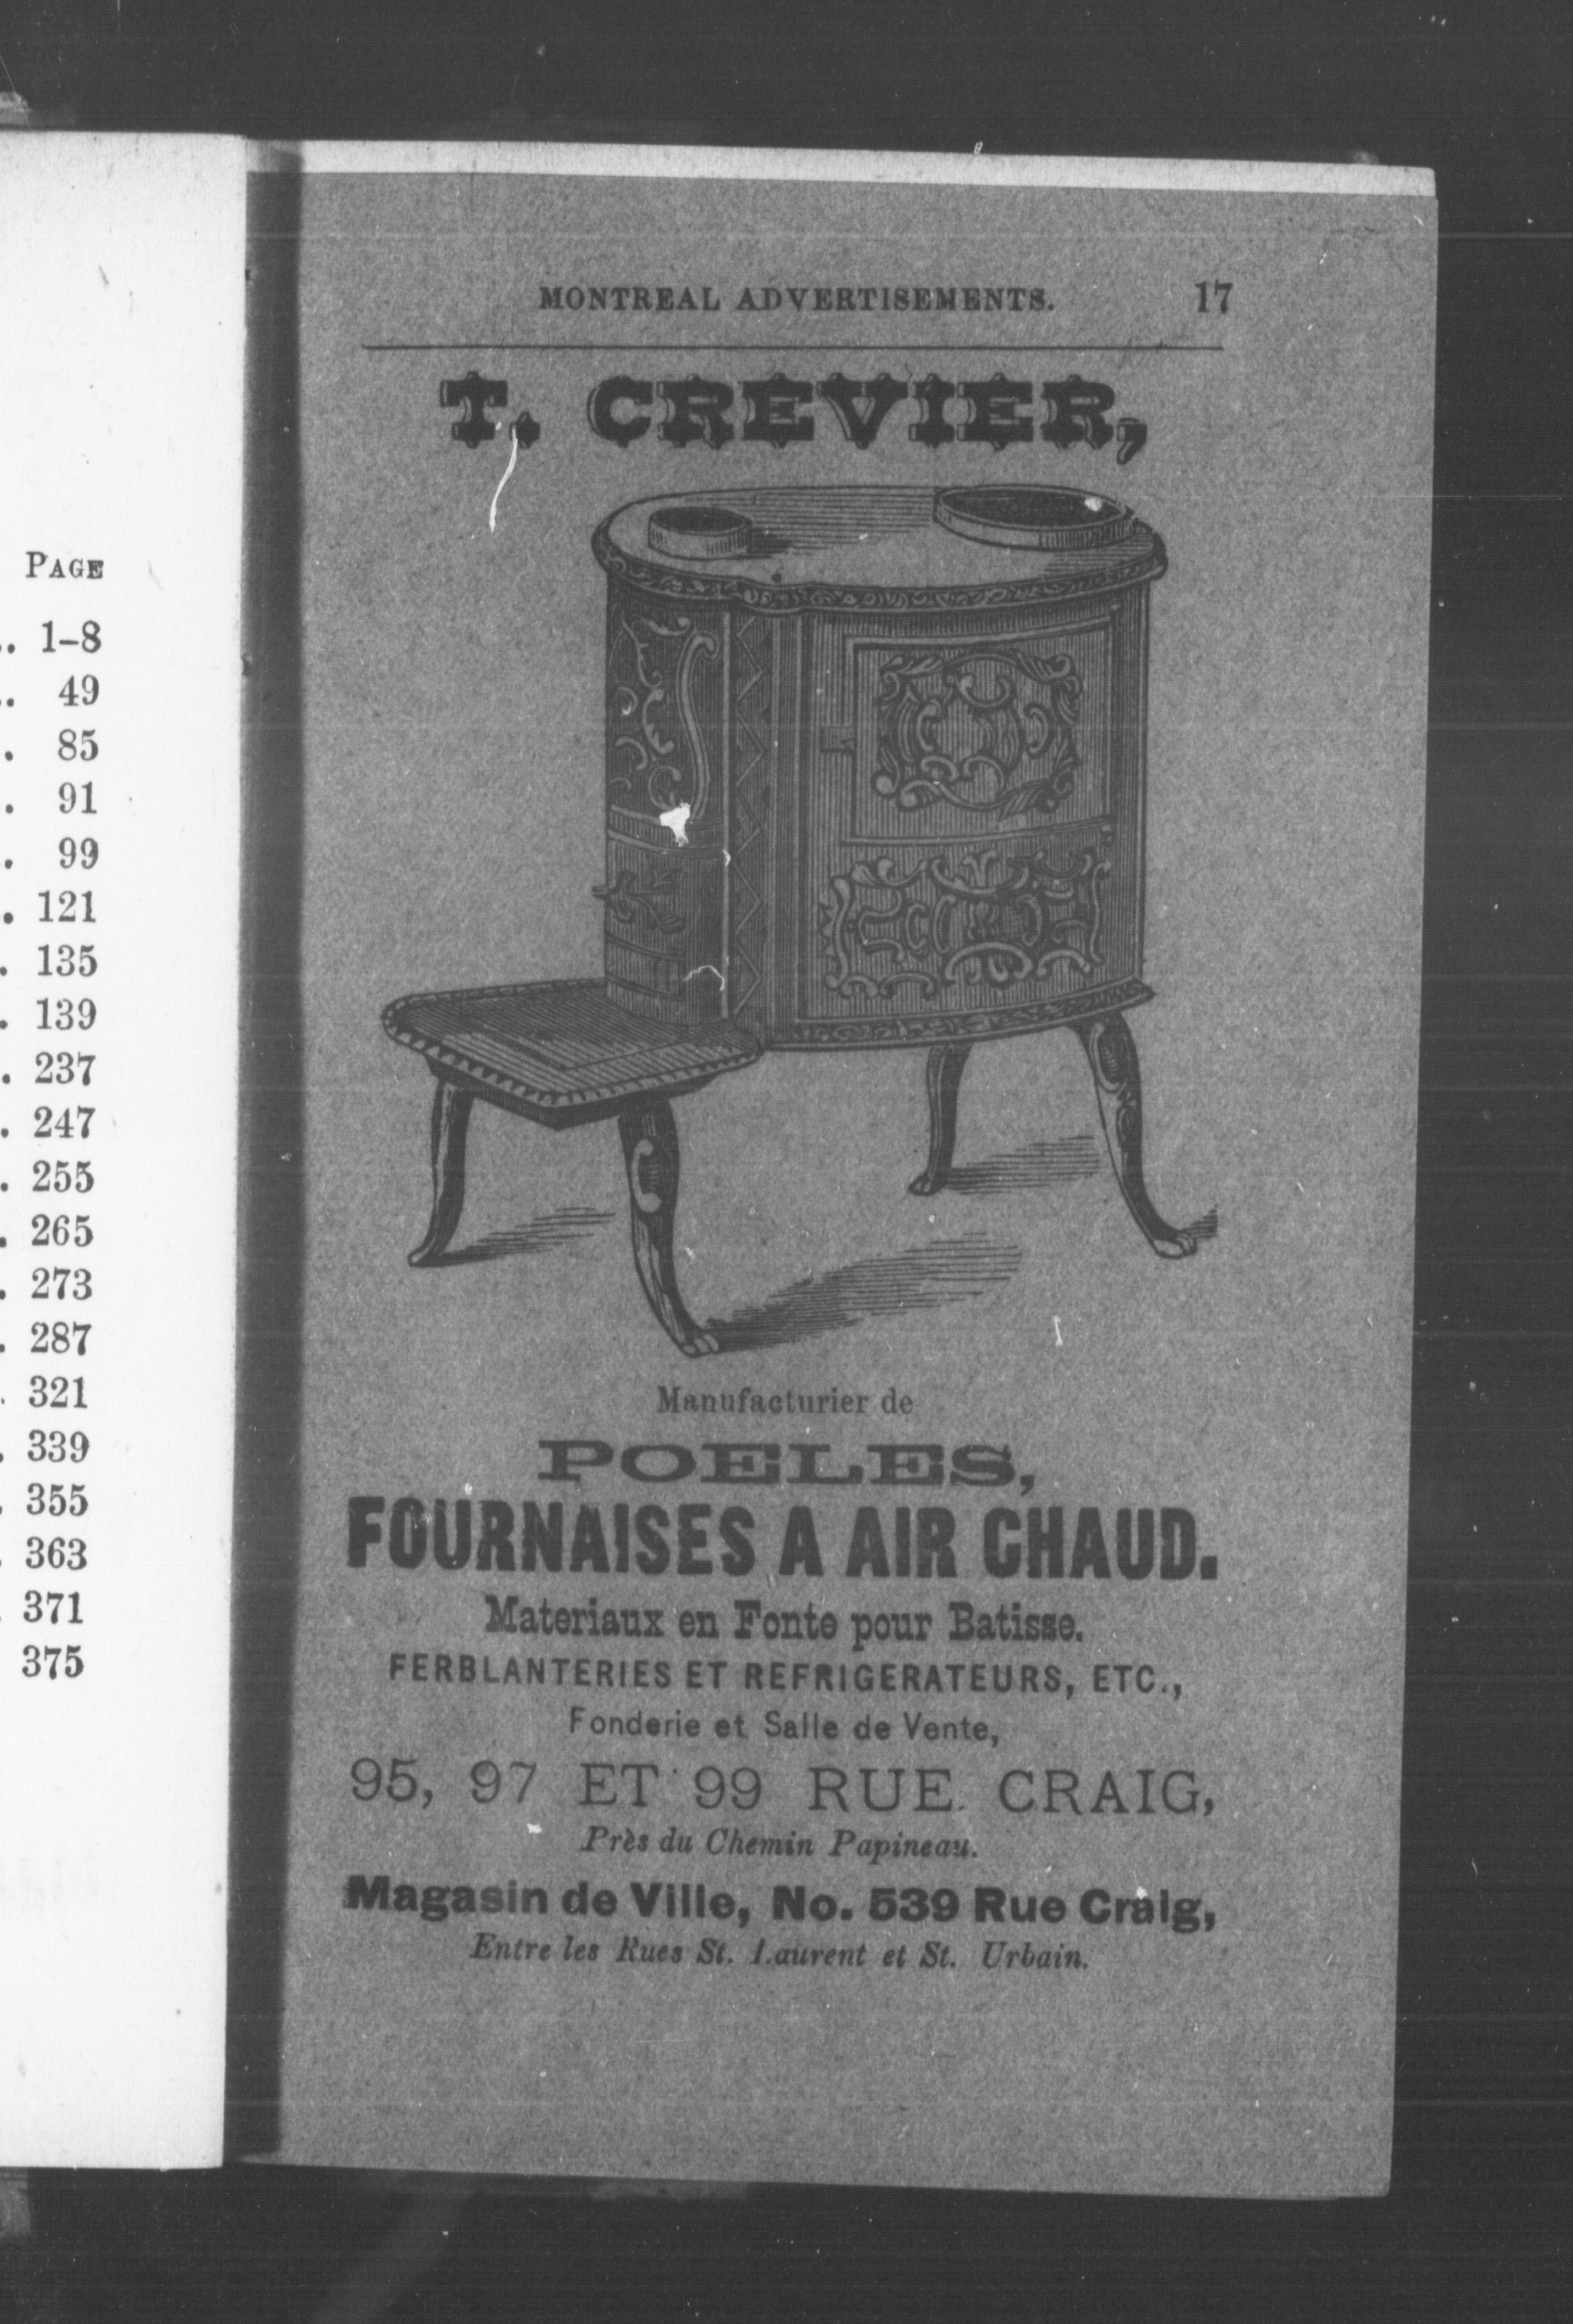 PAGE
.. 1-8
.. 49
. 85
. 91
. 99
. 121
. 135
. 139
. 237
. 247
. 255
. 265
. 273
. 287
. 321
. 339
. 355
. 363
. 371
375
MONTREAL ADVERTISEMENTS. 17
T. CREVIER,
Manufacturier de
POELES,
FOURNAISES A AIR CHAUD.
Materiaux en Fonte pour Batisse.
FERBLANTERIES ET REFRIGERATEURS, ETC.,
Fonderie et Salle de Vente,
95, 97 ET 99 RUE CRAIG,
Près du Chemin Papineau.
Magasin de Ville, No. 539 Rue Craig,
Entre les Rues St. Laurent et St. Urbain.